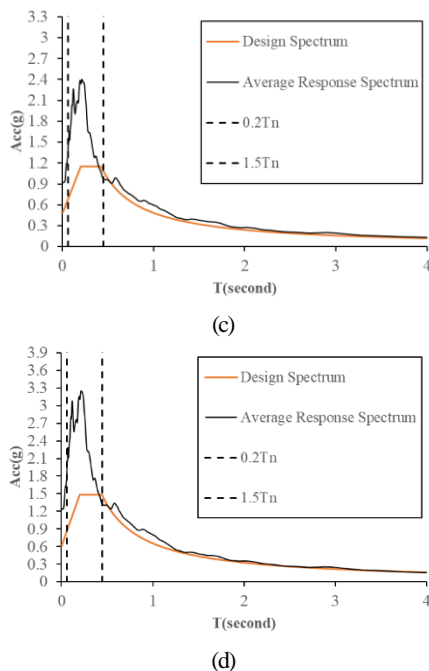 3.3
3
2.7
2.4
2.1
1.8
1.5
1.2
0.9
0.6
0.3
0
Acc(g)
Design Spectrum
Average Response Spectrum
0.2Tn
1.5Tn
0 1 2 3 4
T(second)
(c)
3.9
3.6
3.3
3
2.7
2.4
2.1
1.8
1.5
1.2
0.9
0.6
0.3
0
Acc(g)
Design Spectrum
Average Response Spectrum
0.2Tn
1.5Tn
0 1 2 3 4
T(second)
(d)